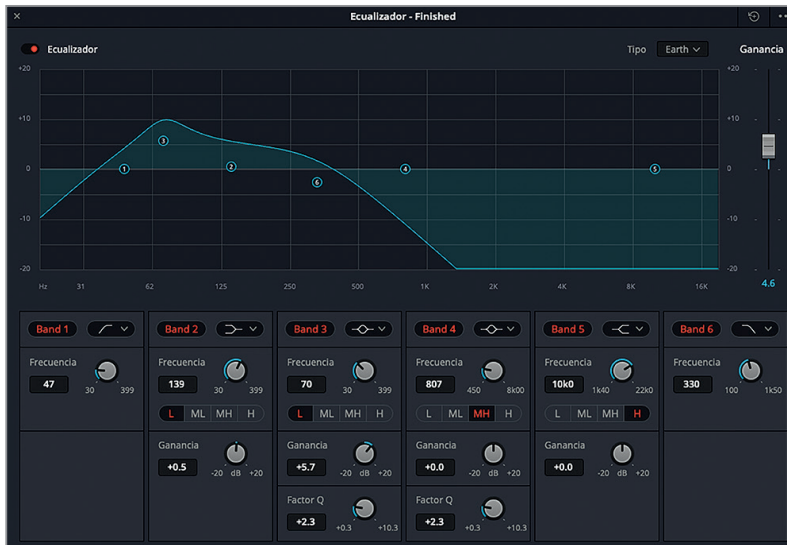 Ecualizador - Finished
Ecualizador
Tipo
Earth
Ganancia
+20 +20
+10 +10
0 0
-10 -10
-20 -20
1 2 3 4 5 6
Hz 31 62 125 250 500 1K 2K 4K 8K 16K
4.6
Band 1
Frecuencia
47
30 399
Band 2
Frecuencia
139
30 399
L ML MH H
Ganancia
+0.5
-20 dB +20
Band 3
Frecuencia
70
30 399
L ML MH H
Ganancia
+5.7
-20 dB +20
Factor Q
+2.3
+0.3 +10.3
Band 4
Frecuencia
807
450 8k00
L ML MH H
Ganancia
+0.0
-20 dB +20
Factor Q
+2.3
+0.3 +10.3
Band 5
Frecuencia
10k0
1k40 22k0
L ML MH H
Ganancia
+0.0
-20 dB +20
Band 6
Frecuencia
330
100 1k50